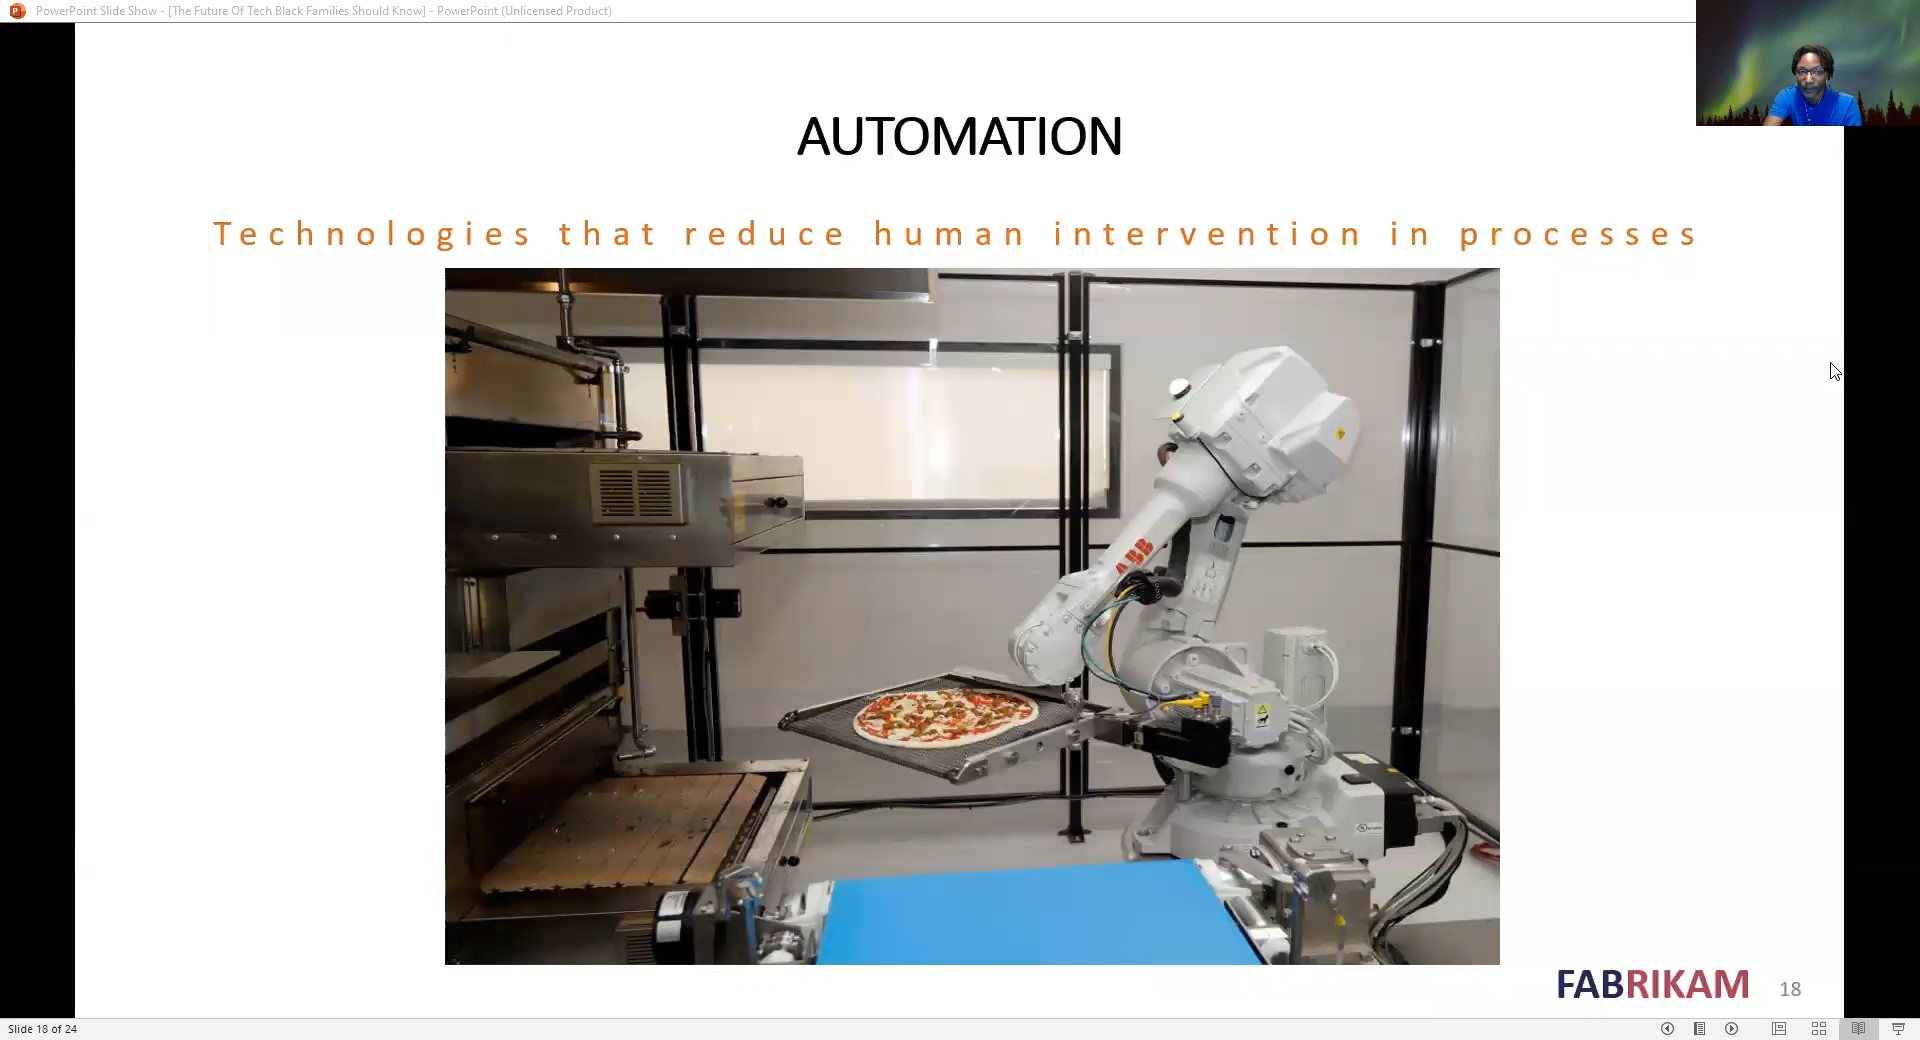 PowerPoint Slide Show - [The Future Of Tech Black Families Should Know] - PowerPoint (Unlicensed Product)
AUTOMATION
Technologies that reduce human intervention in processes
ABB
FABRIKAM
18
Slide 18 of 24